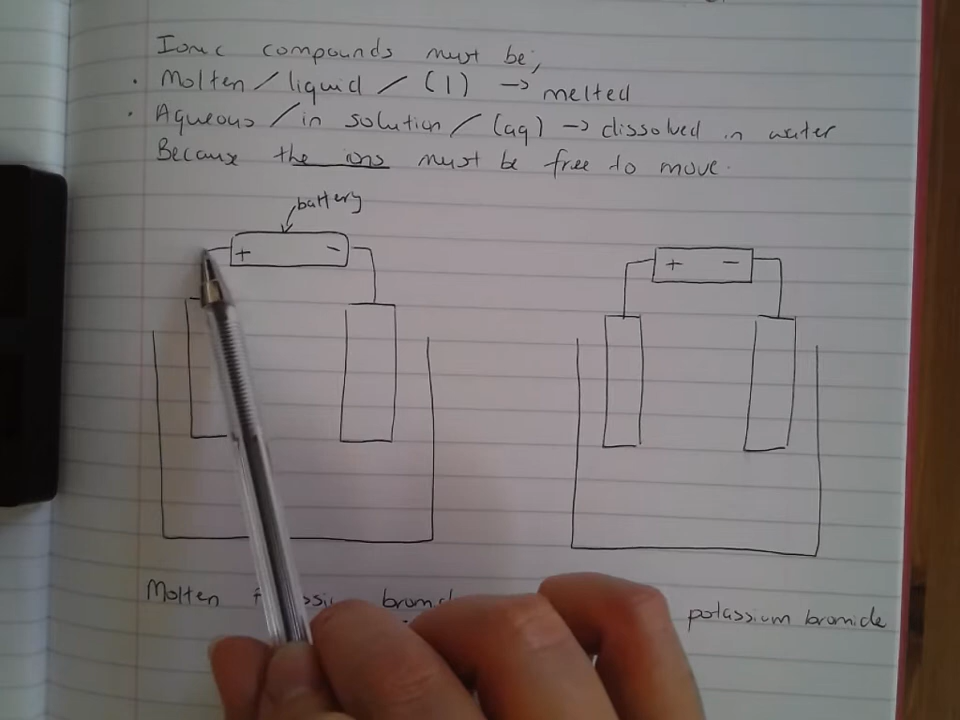 Ionic compounds must be;
· Molten / liquid / (l) → melted
· Aqueous / in solution / (aq) → dissolved in water
Because the ions must be free to move.
battery
+ −
+ −
Molten bromide
potassium bromide